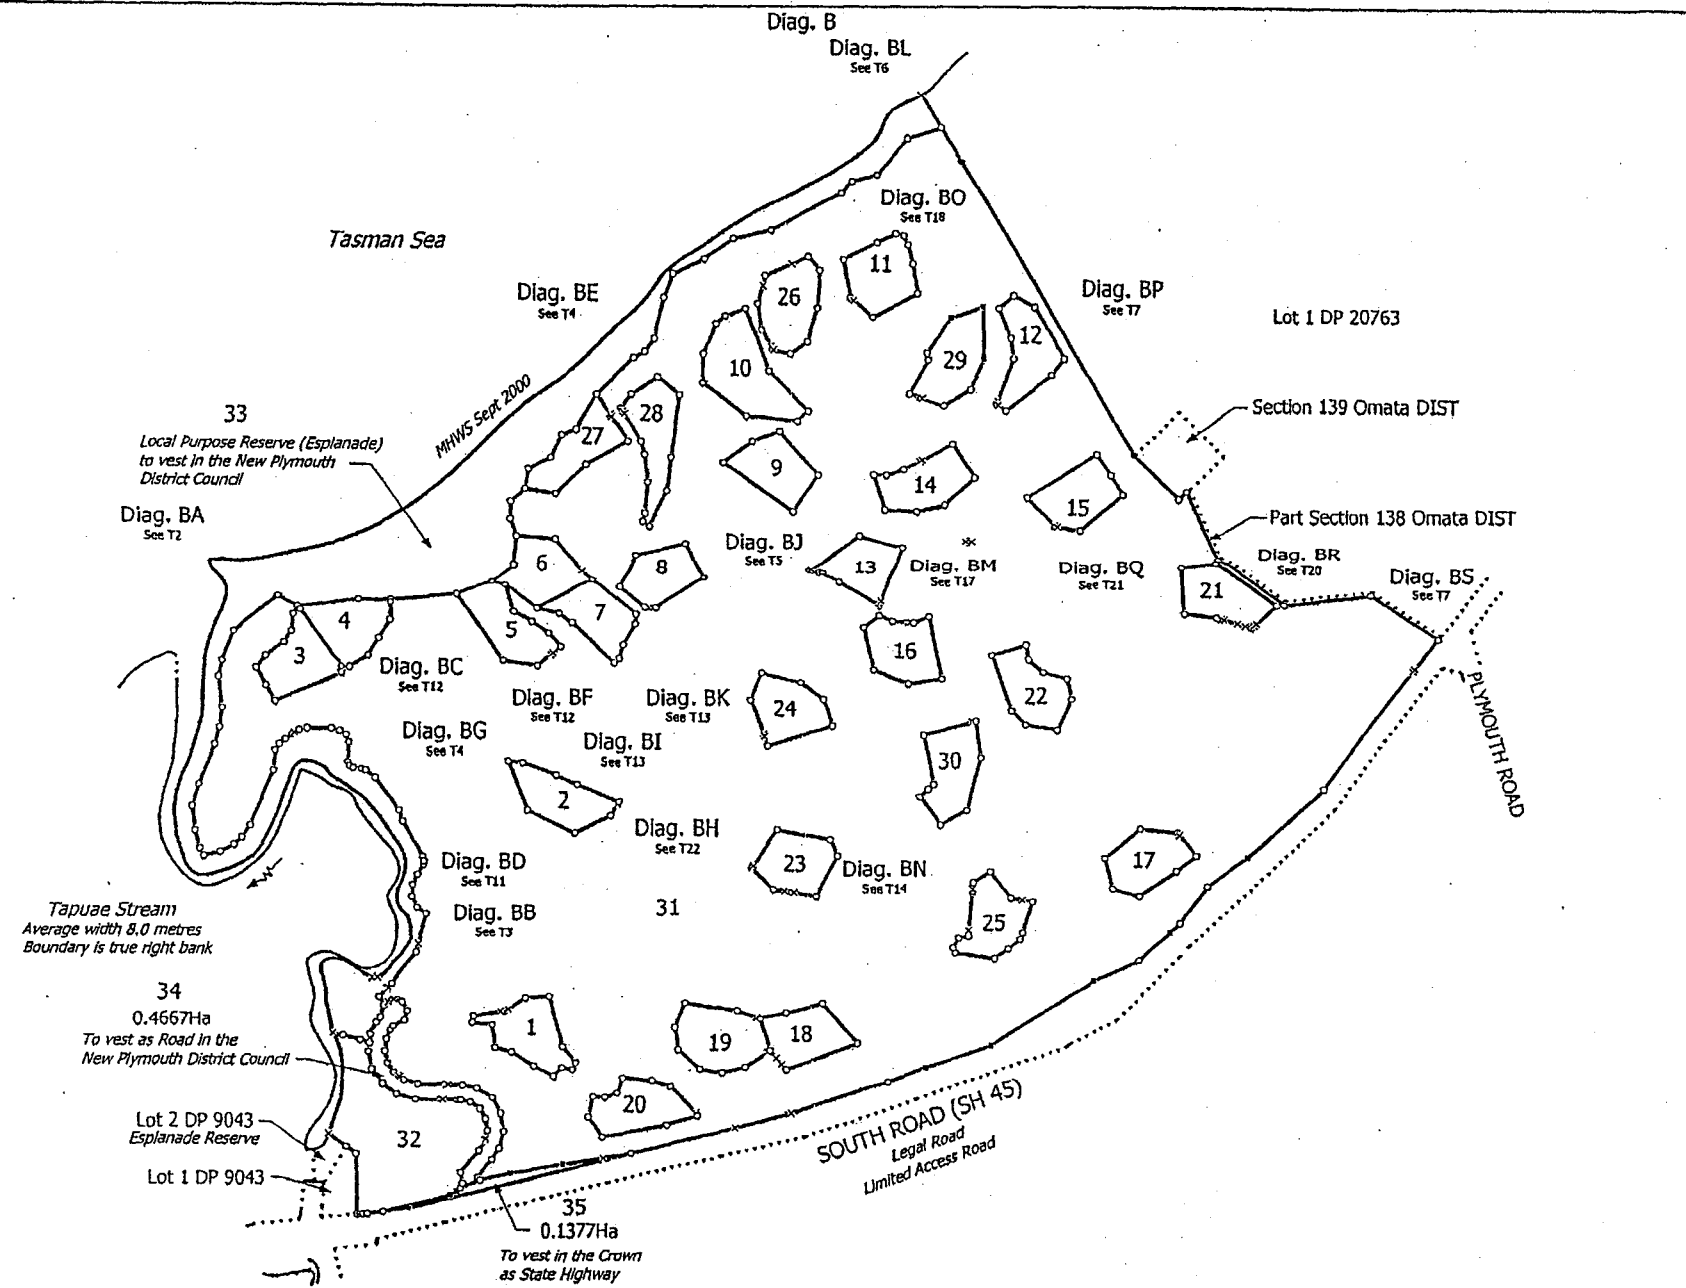 Diag. B
Diag. BL
See T6
Diag. BO
See T18
Tasman Sea
11
26
Diag. BE
See T4
Diag. BP
See T7
Lot 1 DP 20763
12
29
10
MHWS Sept 2000
33
Local Purpose Reserve (Esplanade)
to vest in the New Plymouth
District Council
28
27
Section 139 Omata DIST
9
14
15
Diag. BA
See T2
Part Section 138 Omata DIST
Diag. BJ
See T5
6
8
13
Diag. BM
See T17
Diag. BQ
See T21
Diag. BR
See T20
Diag. BS
See T7
21
4
5
7
3
16
Diag. BC
See T12
22
PLYMOUTH ROAD
Diag. BF
See T12
Diag. BK
See T13
24
Diag. BG
See T4
Diag. BI
See T13
30
2
Diag. BH
See T22
23
Diag. BN
See T14
17
Diag. BD
See T11
Tapuae Stream
Average width 8.0 metres
Boundary is true right bank
Diag. BB
See T3
31
25
34
0.4667Ha
To vest as Road in the
New Plymouth District Council
1
19
18
20
SOUTH ROAD (SH 45)
Legal Road
Limited Access Road
Lot 2 DP 9043
Esplanade Reserve
32
Lot 1 DP 9043
35
0.1377Ha
To vest in the Crown
as State Highway